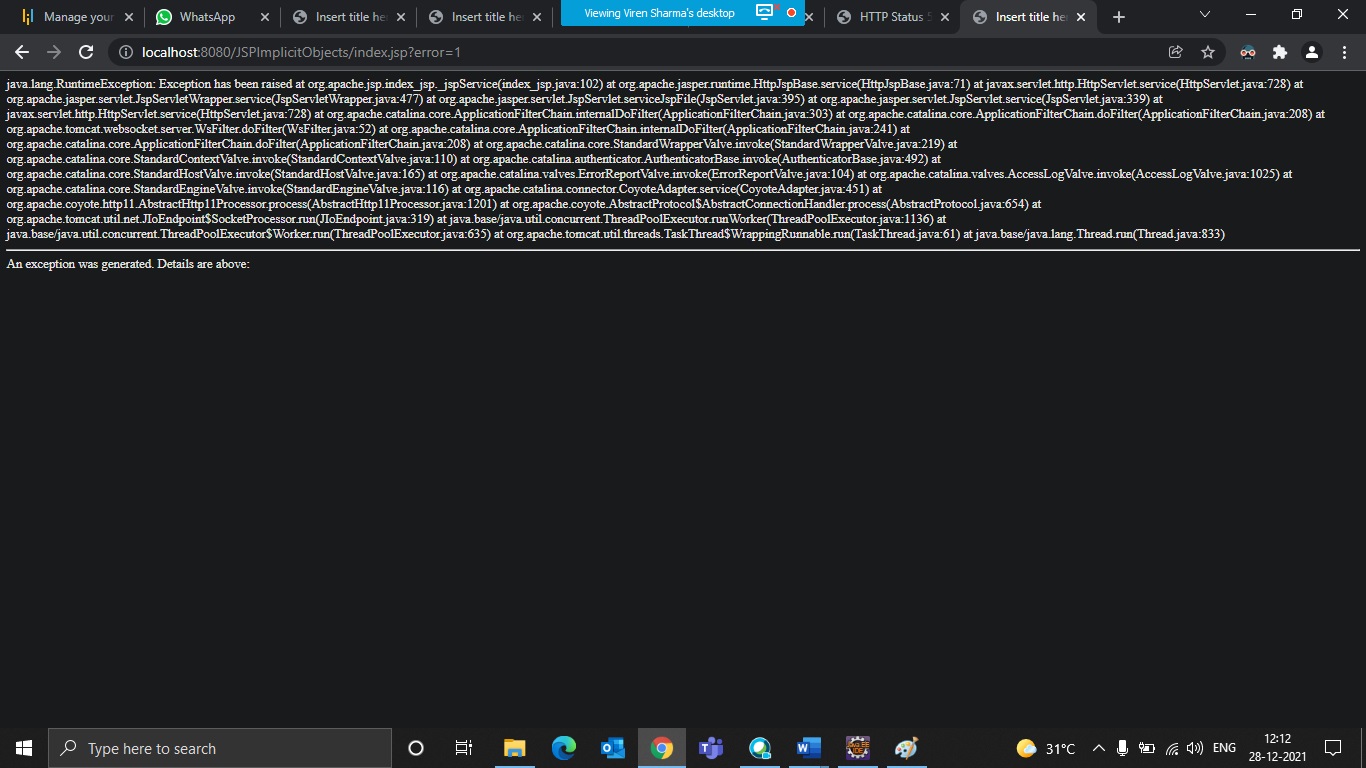 Manage your
WhatsApp
Insert title he
Insert title he
Viewing Viren Sharma's desktop
HTTP Status 5
Insert title he
localhost:8080/JSPImplicitObjects/index.jsp?error=1
java.lang.RuntimeException: Exception has been raised at org.apache.jsp.index_jsp._jspService(index_jsp.java:102) at org.apache.jasper.runtime.HttpJspBase.service(HttpJspBase.java:71) at javax.servlet.http.HttpServlet.service(HttpServlet.java:728) at
org.apache.jasper.servlet.JspServletWrapper.service(JspServletWrapper.java:477) at org.apache.jasper.servlet.JspServlet.serviceJspFile(JspServlet.java:395) at org.apache.jasper.servlet.JspServlet.service(JspServlet.java:339) at
javax.servlet.http.HttpServlet.service(HttpServlet.java:728) at org.apache.catalina.core.ApplicationFilterChain.internalDoFilter(ApplicationFilterChain.java:303) at org.apache.catalina.core.ApplicationFilterChain.doFilter(ApplicationFilterChain.java:208) at
org.apache.tomcat.websocket.server.WsFilter.doFilter(WsFilter.java:52) at org.apache.catalina.core.ApplicationFilterChain.internalDoFilter(ApplicationFilterChain.java:241) at
org.apache.catalina.core.ApplicationFilterChain.doFilter(ApplicationFilterChain.java:208) at org.apache.catalina.core.StandardWrapperValve.invoke(StandardWrapperValve.java:219) at
org.apache.catalina.core.StandardContextValve.invoke(StandardContextValve.java:110) at org.apache.catalina.authenticator.AuthenticatorBase.invoke(AuthenticatorBase.java:492) at
org.apache.catalina.core.StandardHostValve.invoke(StandardHostValve.java:165) at org.apache.catalina.valves.ErrorReportValve.invoke(ErrorReportValve.java:104) at org.apache.catalina.valves.AccessLogValve.invoke(AccessLogValve.java:1025) at
org.apache.catalina.core.StandardEngineValve.invoke(StandardEngineValve.java:116) at org.apache.catalina.connector.CoyoteAdapter.service(CoyoteAdapter.java:451) at
org.apache.coyote.http11.AbstractHttp11Processor.process(AbstractHttp11Processor.java:1201) at org.apache.coyote.AbstractProtocol$AbstractConnectionHandler.process(AbstractProtocol.java:654) at
org.apache.tomcat.util.net.JIoEndpoint$SocketProcessor.run(JIoEndpoint.java:319) at java.base/java.util.concurrent.ThreadPoolExecutor.runWorker(ThreadPoolExecutor.java:1136) at
java.base/java.util.concurrent.ThreadPoolExecutor$Worker.run(ThreadPoolExecutor.java:635) at org.apache.tomcat.util.threads.TaskThread$WrappingRunnable.run(TaskThread.java:61) at java.base/java.lang.Thread.run(Thread.java:833)
An exception was generated. Details are above:
Type here to search
31°C
ENG
12:12
28-12-2021